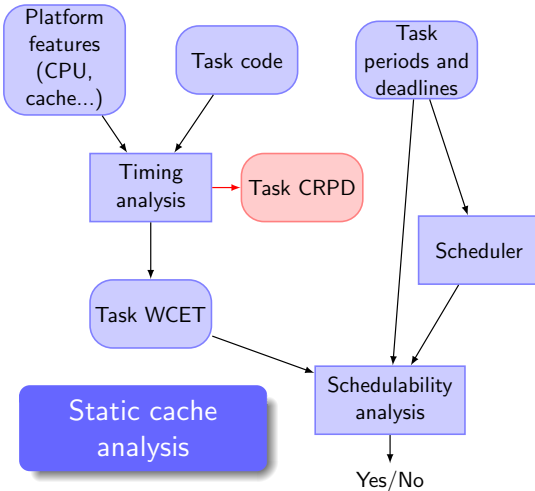 Platform
features
(CPU,
cache...)
Task code
Task
periods and
deadlines
Timing
analysis
Task CRPD
Scheduler
Task WCET
Schedulability
analysis
Static cache
analysis
Yes/No